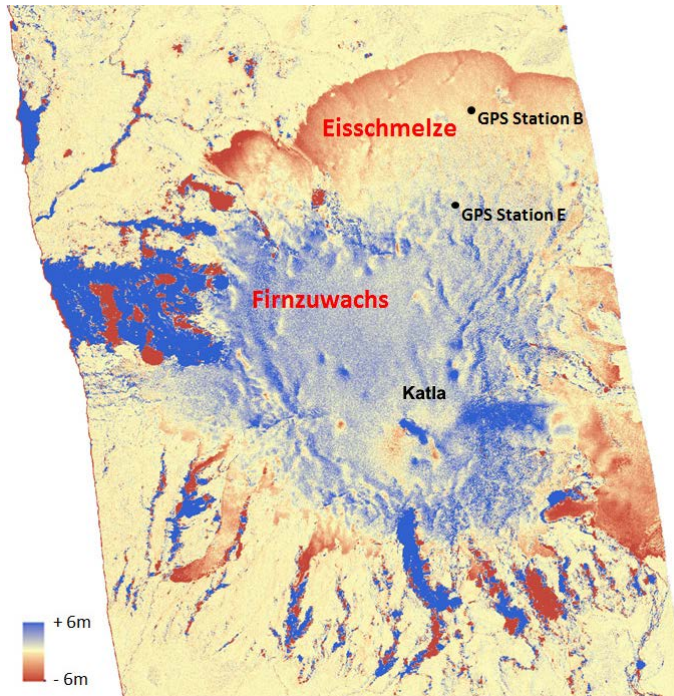 Eisschmelze
GPS Station B
GPS Station E
Firnzuwachs
Katla
+ 6m
- 6m